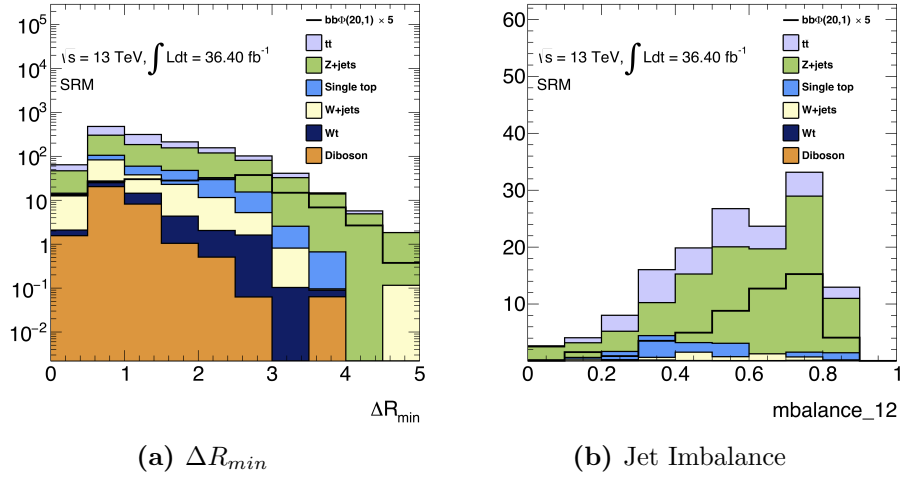 10⁵
10⁴
10³
10²
10
1
10⁻¹
10⁻²
bbΦ(20,1) × 5
tt
Z+jets
Single top
W+jets
Wt
Diboson
√s = 13 TeV, ∫ Ldt = 36.40 fb⁻¹
SRM
0 1 2 3 4 5
ΔR_min
60
50
40
30
20
10
bbΦ(20,1) × 5
tt
Z+jets
Single top
W+jets
Wt
Diboson
√s = 13 TeV, ∫ Ldt = 36.40 fb⁻¹
SRM
0 0.2 0.4 0.6 0.8 1
mbalance_12
(a) ΔR_min
(b) Jet Imbalance